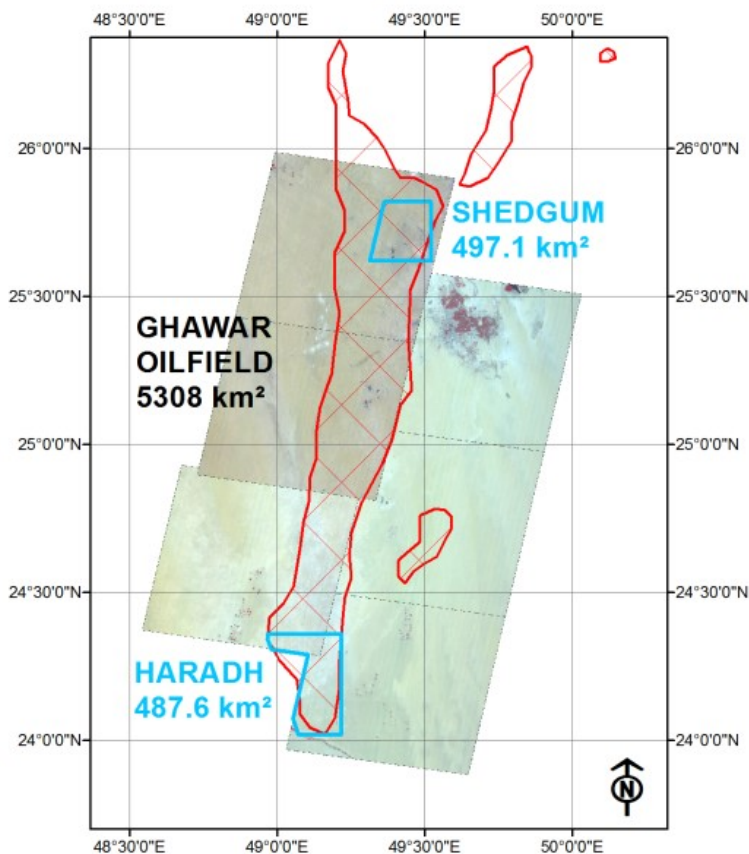 48°30'0"E 49°0'0"E 49°30'0"E 50°0'0"E
26°0'0"N 26°0'0"N
SHEDGUM
497.1 km²
25°30'0"N 25°30'0"N
GHAWAR
OILFIELD
5308 km²
25°0'0"N 25°0'0"N
24°30'0"N 24°30'0"N
HARADH
487.6 km²
24°0'0"N 24°0'0"N
N
48°30'0"E 49°0'0"E 49°30'0"E 50°0'0"E